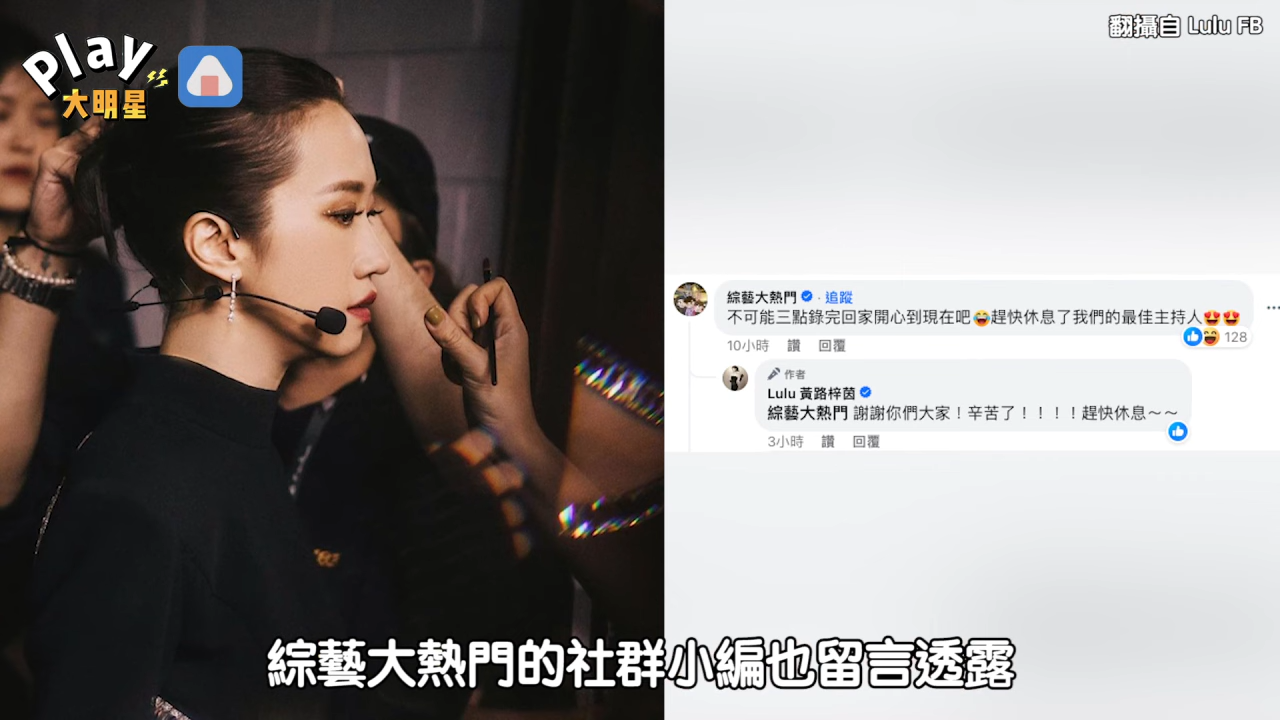 Play
大明星
翻攝自 Lulu FB
綜藝大熱門 · 追蹤
不可能三點錄完回家開心到現在吧😂趕快休息了我們的最佳主持人😍😍
128
10小時 讚 回覆
作者
Lulu 黃路梓茵
綜藝大熱門 謝謝你們大家！辛苦了！！！！趕快休息～～
3小時 讚 回覆
綜藝大熱門的社群小編也留言透露